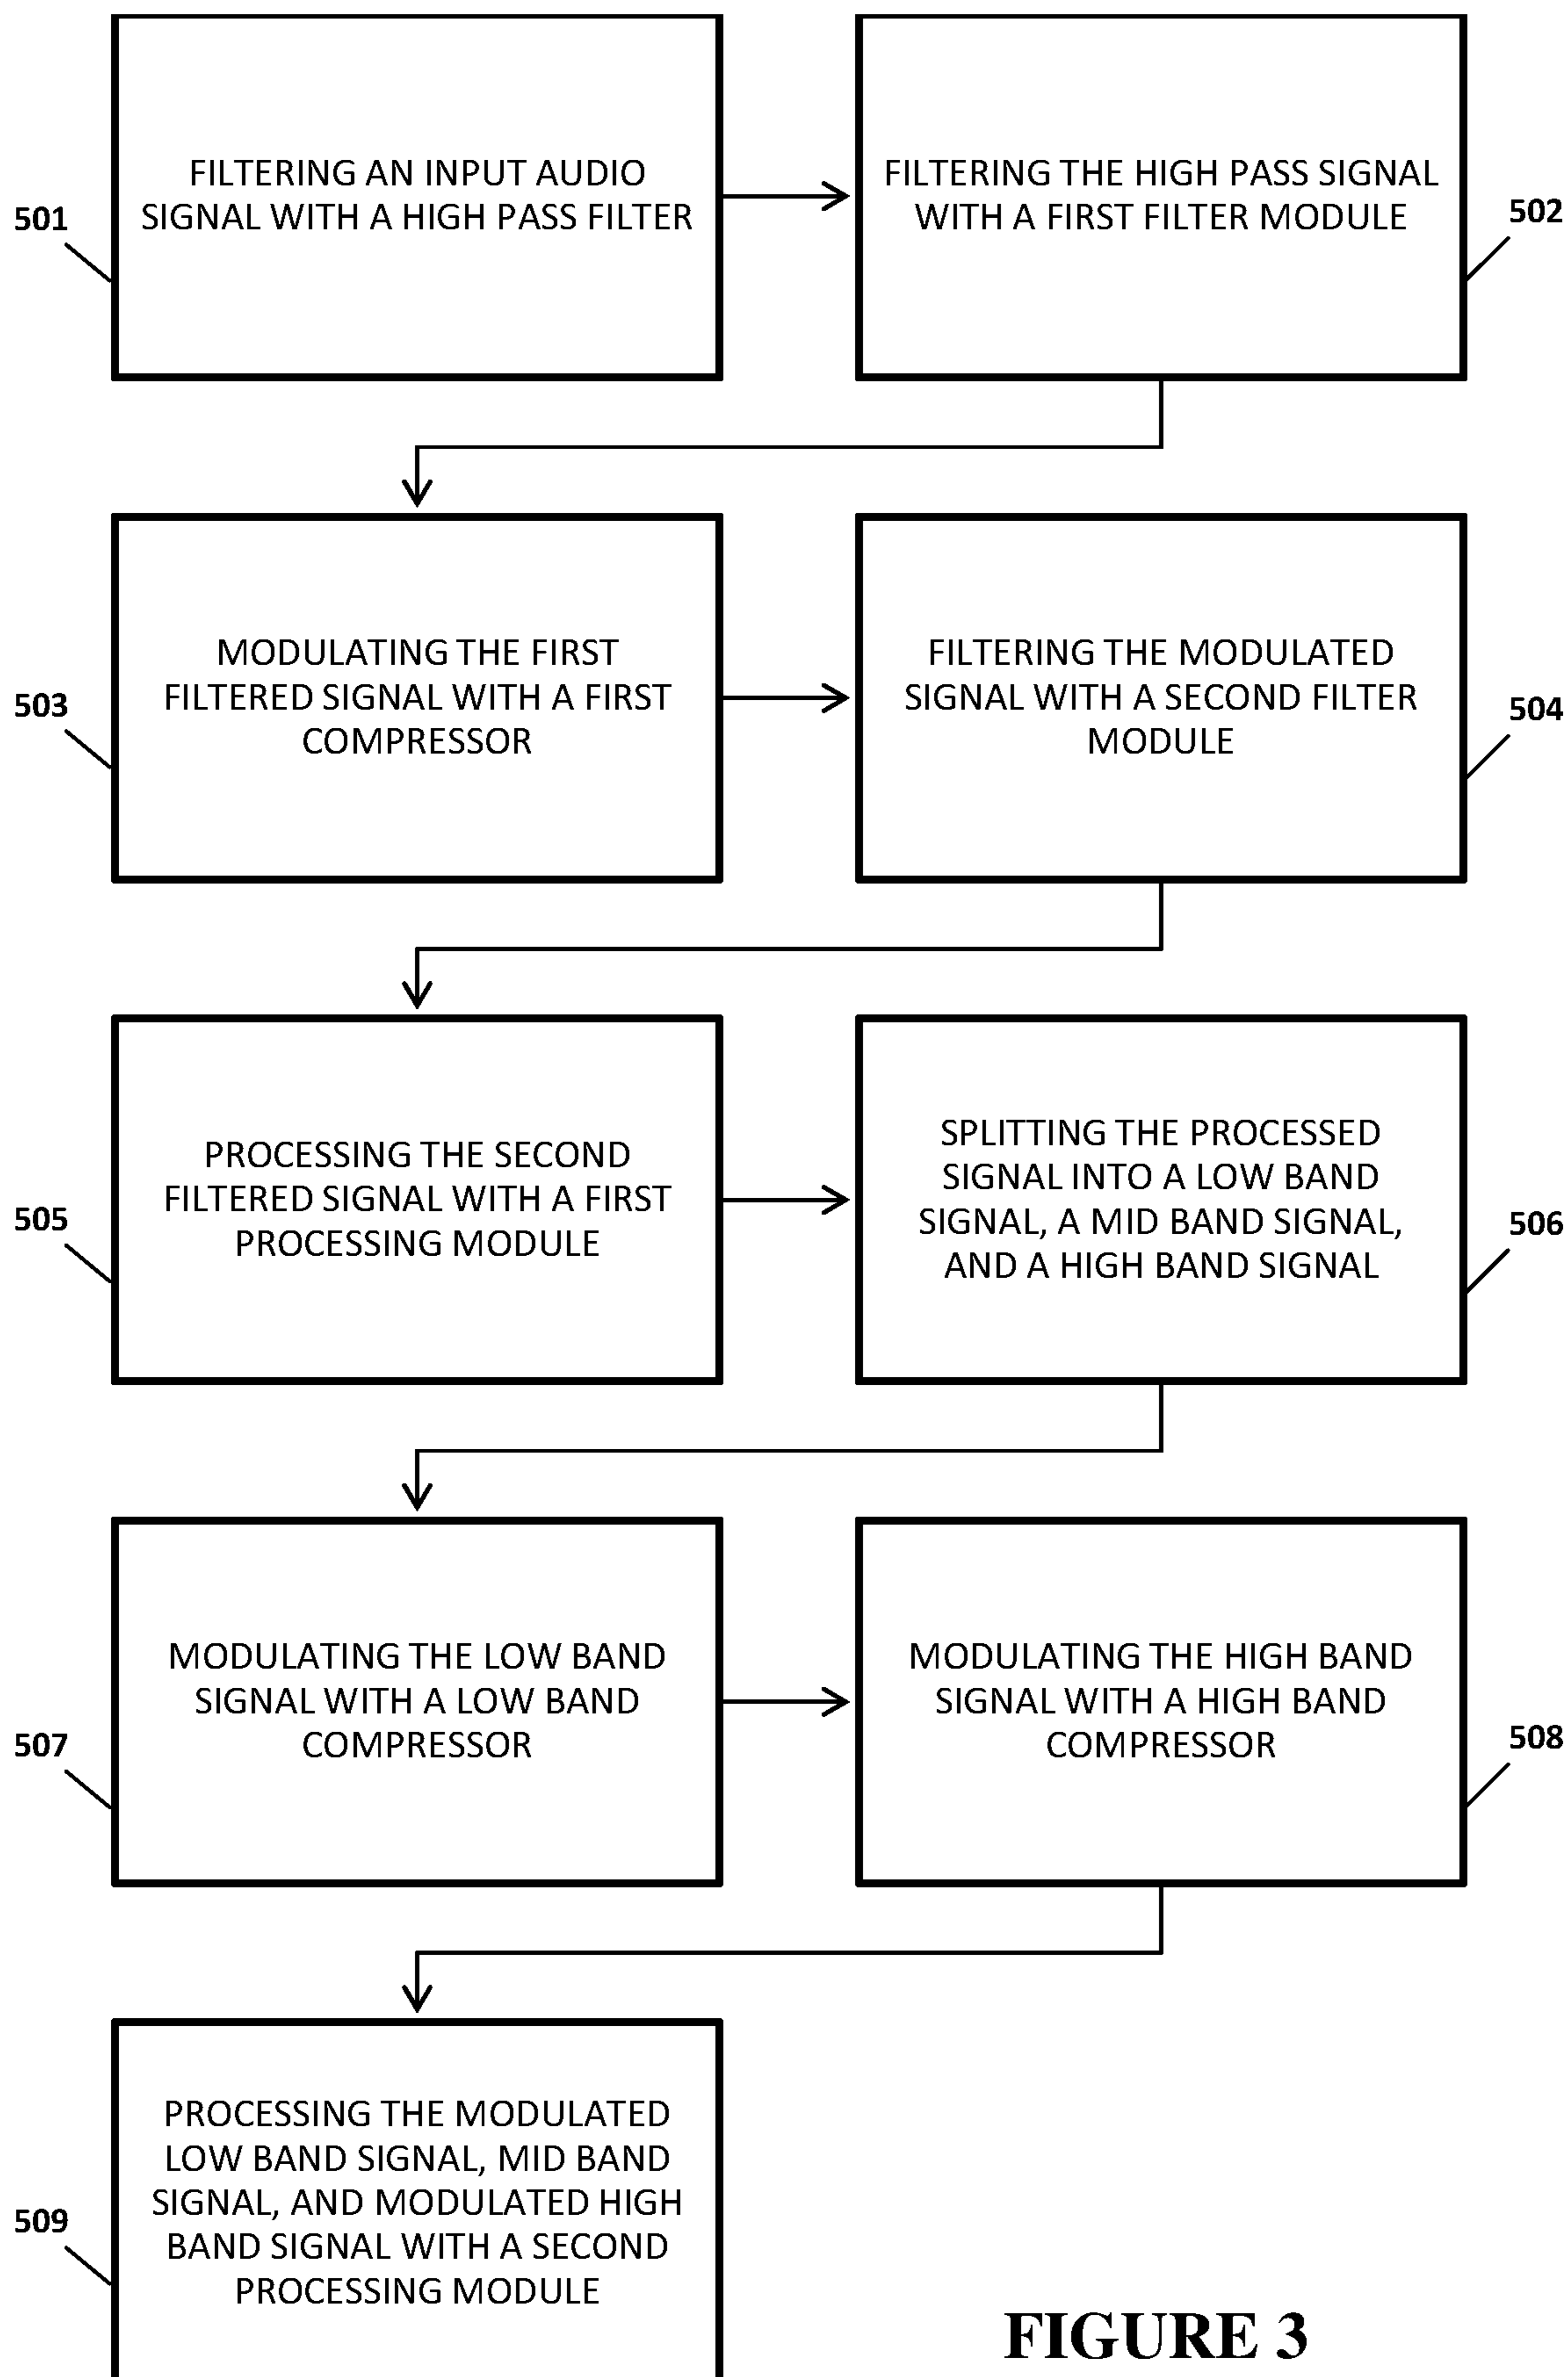 FILTERING AN INPUT AUDIO
SIGNAL WITH A HIGH PASS FILTER
501
FILTERING THE HIGH PASS SIGNAL
WITH A FIRST FILTER MODULE
502
MODULATING THE FIRST
FILTERED SIGNAL WITH A FIRST
COMPRESSOR
503
FILTERING THE MODULATED
SIGNAL WITH A SECOND FILTER
MODULE
504
PROCESSING THE SECOND
FILTERED SIGNAL WITH A FIRST
PROCESSING MODULE
505
SPLITTING THE PROCESSED
SIGNAL INTO A LOW BAND
SIGNAL, A MID BAND SIGNAL,
AND A HIGH BAND SIGNAL
506
MODULATING THE LOW BAND
SIGNAL WITH A LOW BAND
COMPRESSOR
507
MODULATING THE HIGH BAND
SIGNAL WITH A HIGH BAND
COMPRESSOR
508
PROCESSING THE MODULATED
LOW BAND SIGNAL, MID BAND
SIGNAL, AND MODULATED HIGH
BAND SIGNAL WITH A SECOND
PROCESSING MODULE
509
FIGURE 3